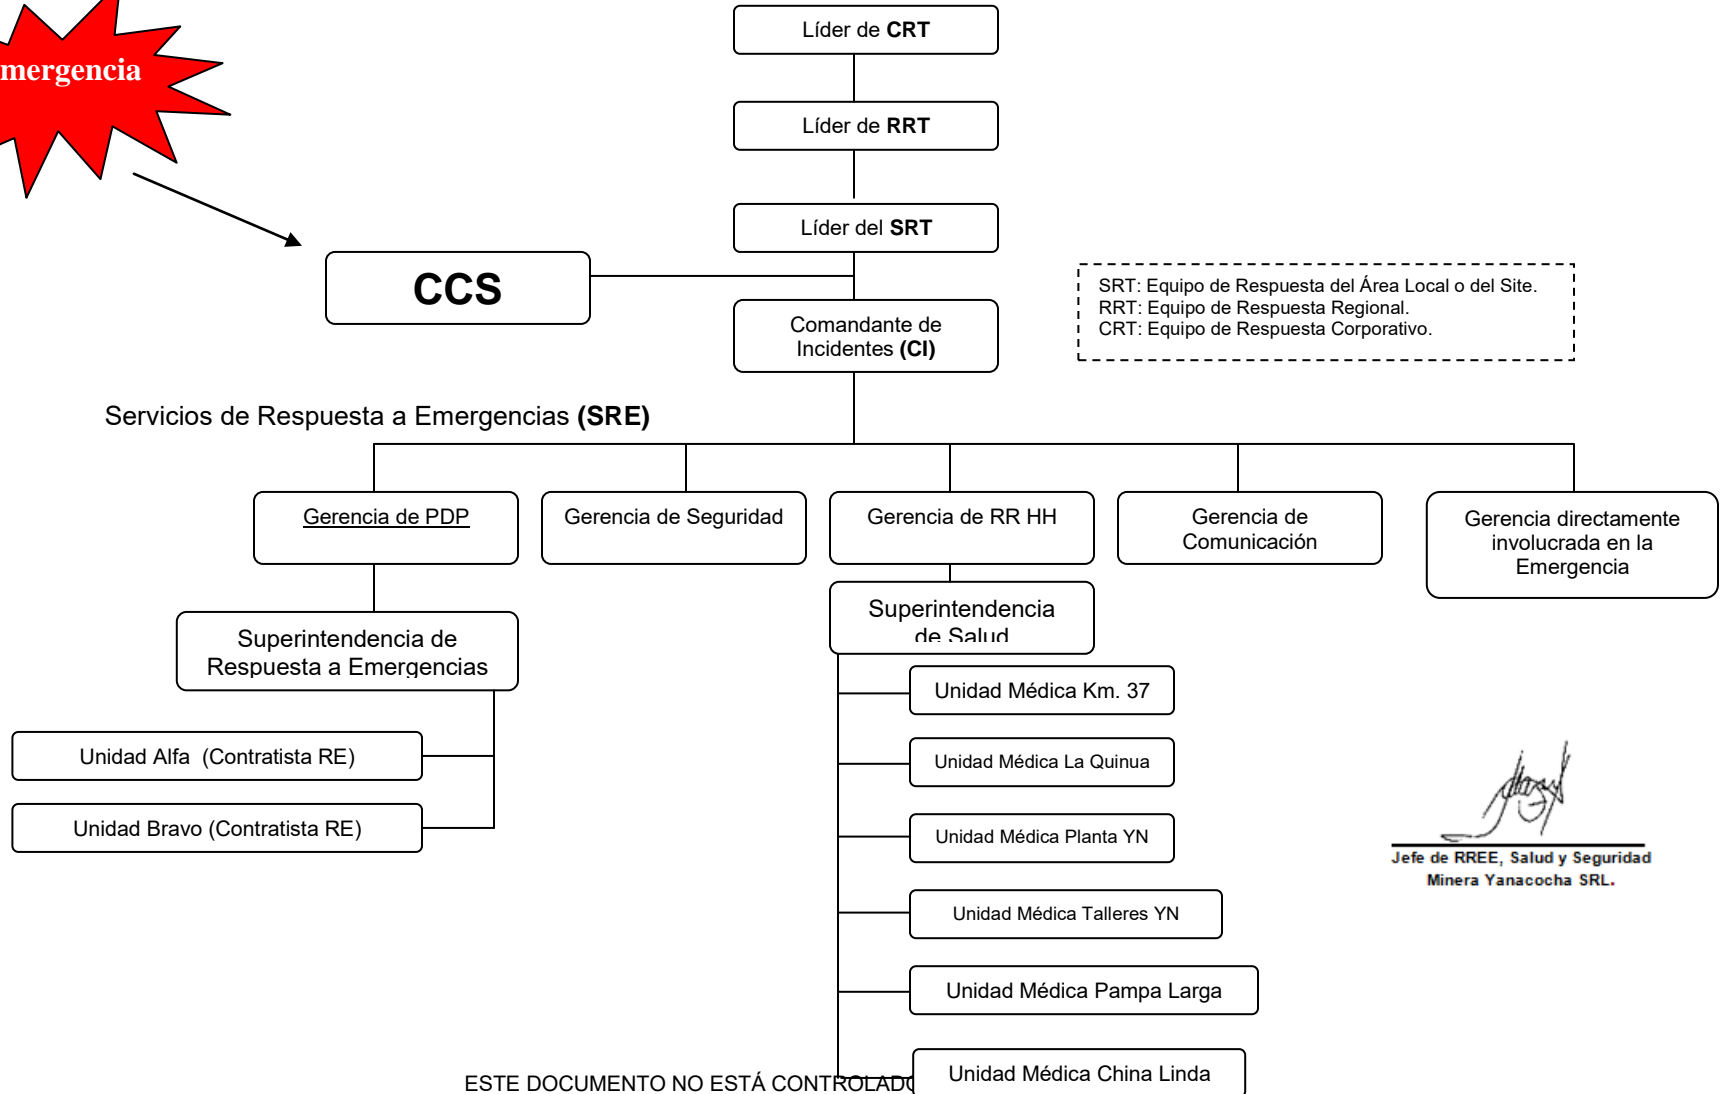 mergencia
Líder de CRT
Líder de RRT
Líder del SRT
CCS
Comandante de
Incidentes (CI)
SRT: Equipo de Respuesta del Área Local o del Site.
RRT: Equipo de Respuesta Regional.
CRT: Equipo de Respuesta Corporativo.
Servicios de Respuesta a Emergencias (SRE)
Gerencia de PDP
Gerencia de Seguridad
Gerencia de RR HH
Gerencia de
Comunicación
Gerencia directamente
involucrada en la
Emergencia
Superintendencia de
Respuesta a Emergencias
Unidad Alfa (Contratista RE)
Unidad Bravo (Contratista RE)
Superintendencia
de Salud
Unidad Médica Km. 37
Unidad Médica La Quinua
Unidad Médica Planta YN
Unidad Médica Talleres YN
Unidad Médica Pampa Larga
Unidad Médica China Linda
Jefe de RREE, Salud y Seguridad
Minera Yanacocha SRL.
ESTE DOCUMENTO NO ESTÁ CONTROLADO